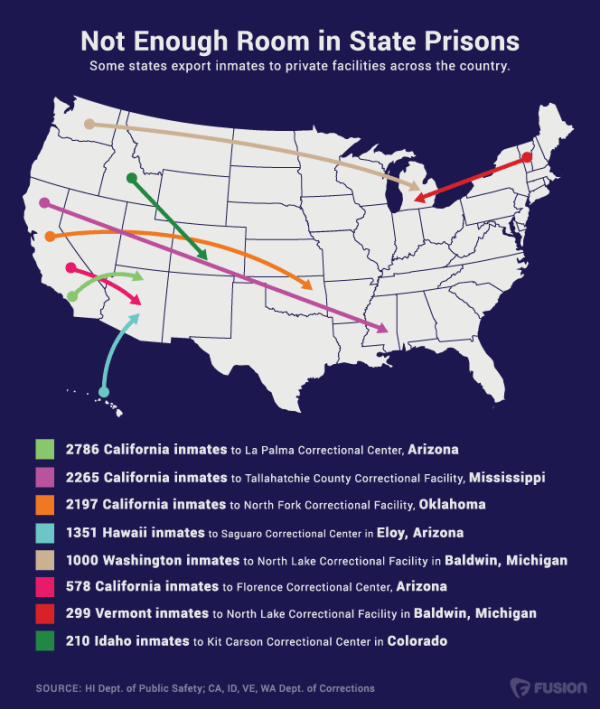 Not Enough Room in State Prisons
Some states export inmates to private facilities across the country.
2786 California inmates to La Palma Correctional Center, Arizona
2265 California inmates to Tallahatchie County Correctional Facility, Mississippi
2197 California inmates to North Fork Correctional Facility, Oklahoma
1351 Hawaii inmates to Saguaro Correctional Center in Eloy, Arizona
1000 Washington inmates to North Lake Correctional Facility in Baldwin, Michigan
578 California inmates to Florence Correctional Center, Arizona
299 Vermont inmates to North Lake Correctional Facility in Baldwin, Michigan
210 Idaho inmates to Kit Carson Correctional Center in Colorado
SOURCE: HI Dept. of Public Safety; CA, ID, VE, WA Dept. of Corrections
FUSION